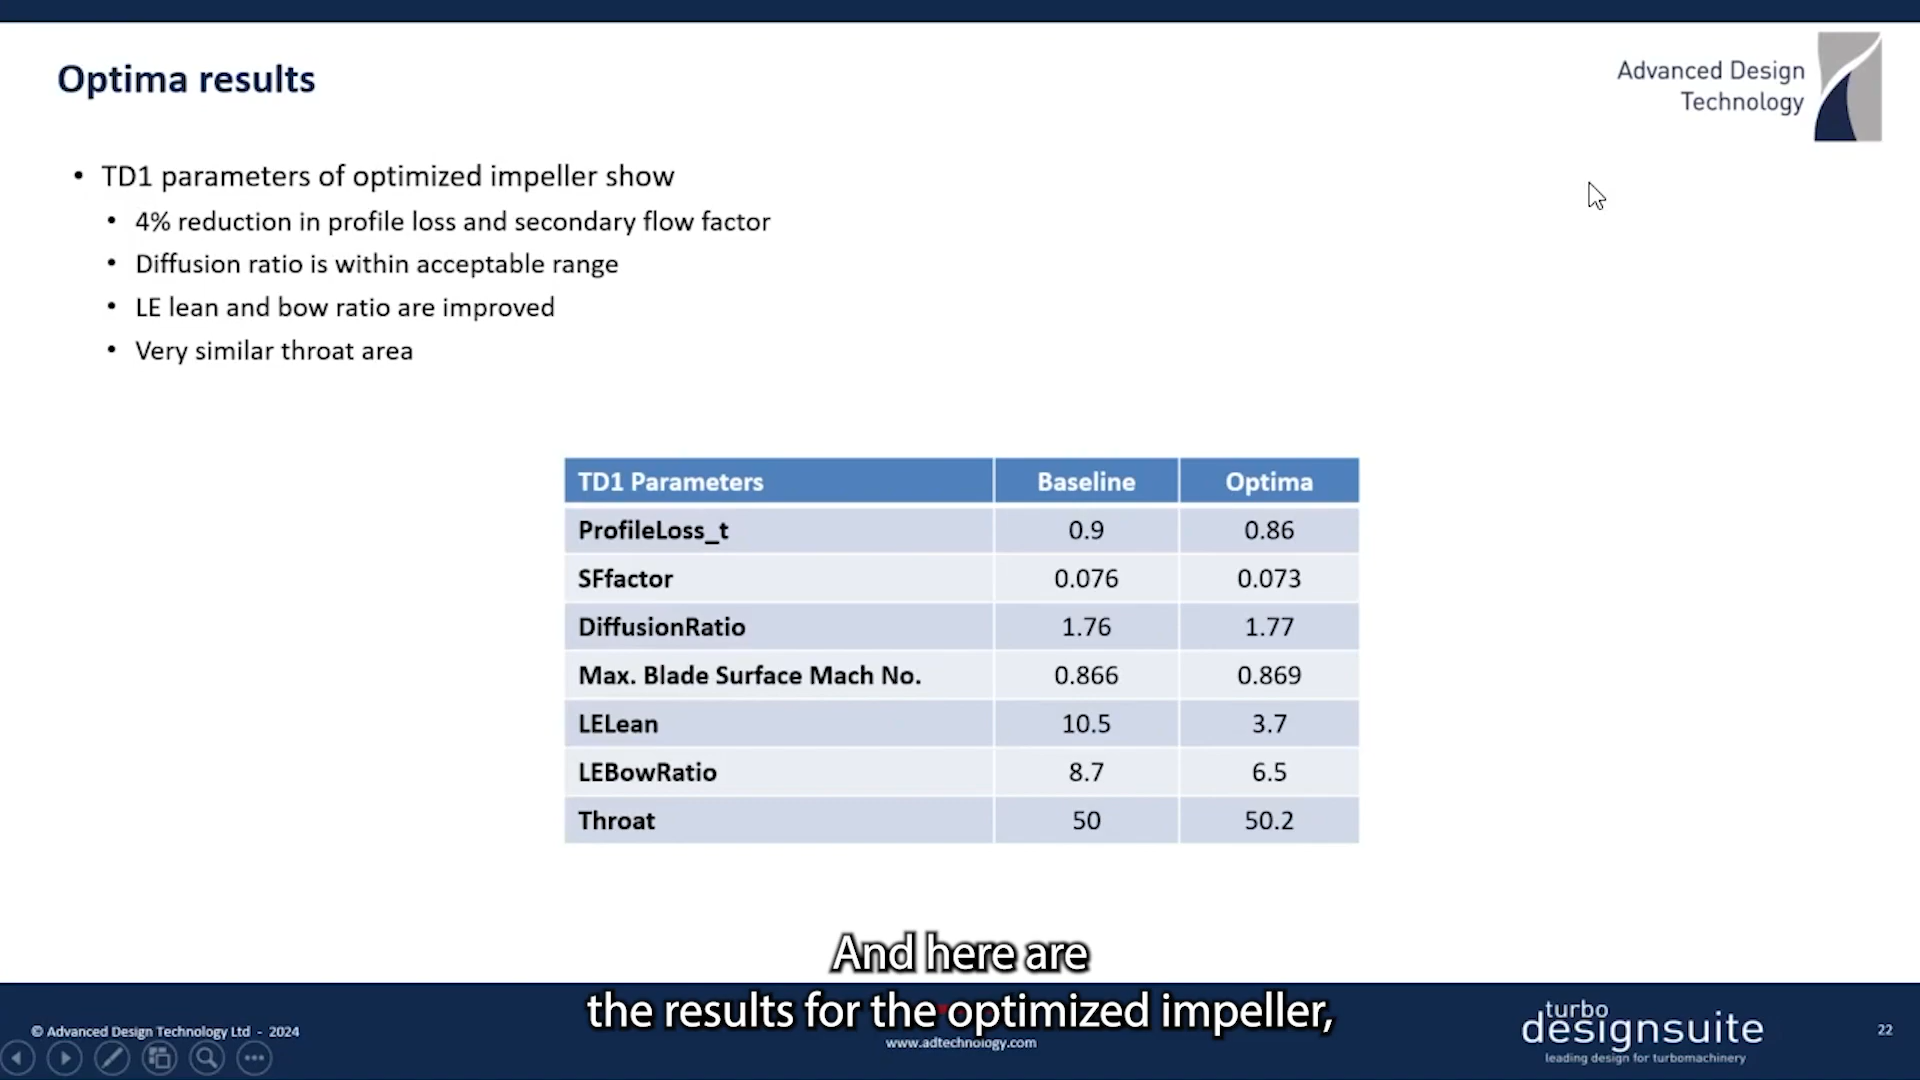 Optima results
Advanced Design
Technology
• TD1 parameters of optimized impeller show
• 4% reduction in profile loss and secondary flow factor
• Diffusion ratio is within acceptable range
• LE lean and bow ratio are improved
• Very similar throat area
TD1 Parameters Baseline Optima
ProfileLoss_t 0.9 0.86
SFfactor 0.076 0.073
DiffusionRatio 1.76 1.77
Max. Blade Surface Mach No. 0.866 0.869
LELean 10.5 3.7
LEBowRatio 8.7 6.5
Throat 50 50.2
And here are
the results for the optimized impeller,
© Advanced Design Technology Ltd - 2024
www.adtechnology.com
turbo
designsuite
leading design for turbomachinery
22